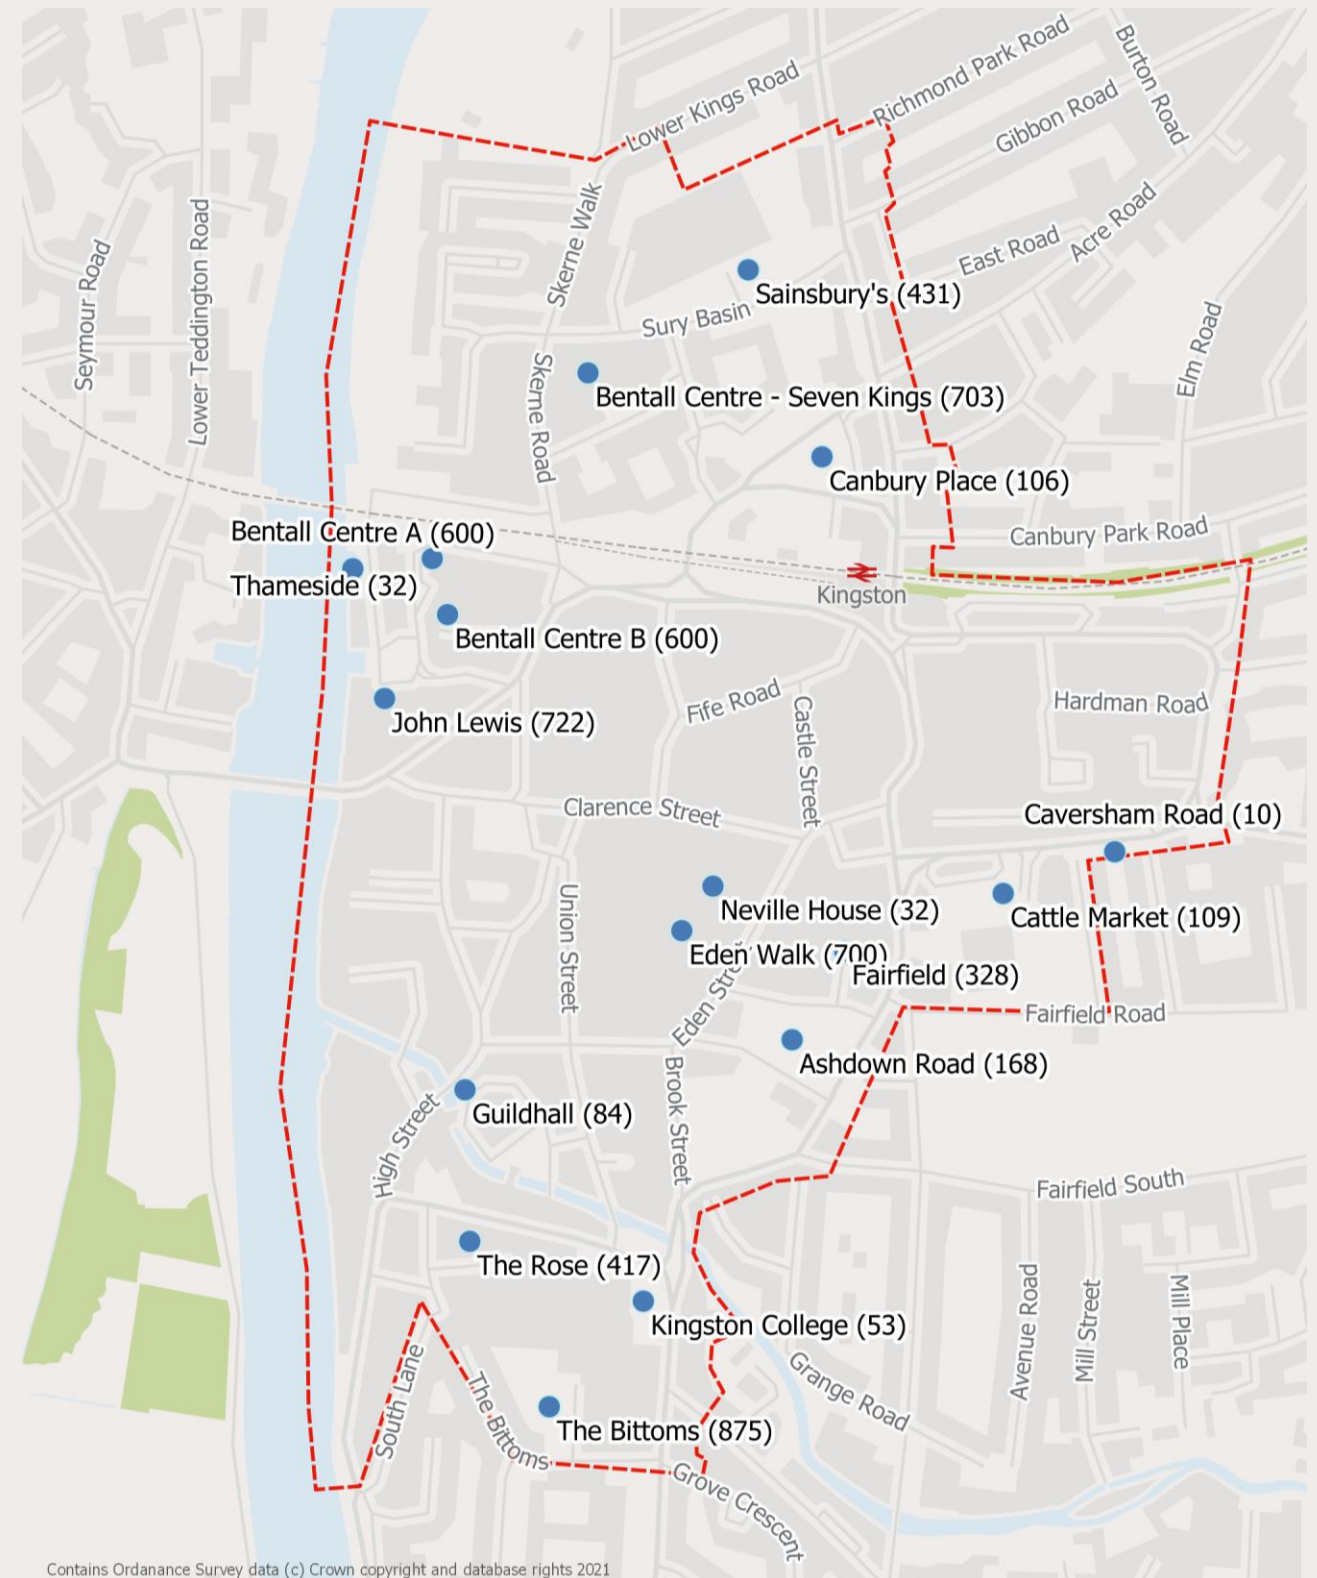 Burton Road
Richmond Park Road
Lower Kings Road
Gibbon Road
Skerne Walk
Acre Road
East Road
Seymour Road
Lower Teddington Road
Sainsbury's (431)
Sury Basin
Elm Road
Skerne Road
Bentall Centre - Seven Kings (703)
Canbury Place (106)
Bentall Centre A (600)
Canbury Park Road
Thameside (32)
Kingston
Bentall Centre B (600)
Fife Road
Castle Street
Hardman Road
John Lewis (722)
Clarence Street
Caversham Road (10)
Union Street
Neville House (32)
Cattle Market (109)
Eden Walk (700)
Eden Street
Fairfield (328)
Fairfield Road
Ashdown Road (168)
Brook Street
High Street
Guildhall (84)
Fairfield South
The Rose (417)
Avenue Road
Mill Street
Mill Place
Kingston College (53)
South Lane
The Bittoms
Grange Road
The Bittoms (875)
Grove Crescent
Contains Ordanance Survey data (c) Crown copyright and database rights 2021